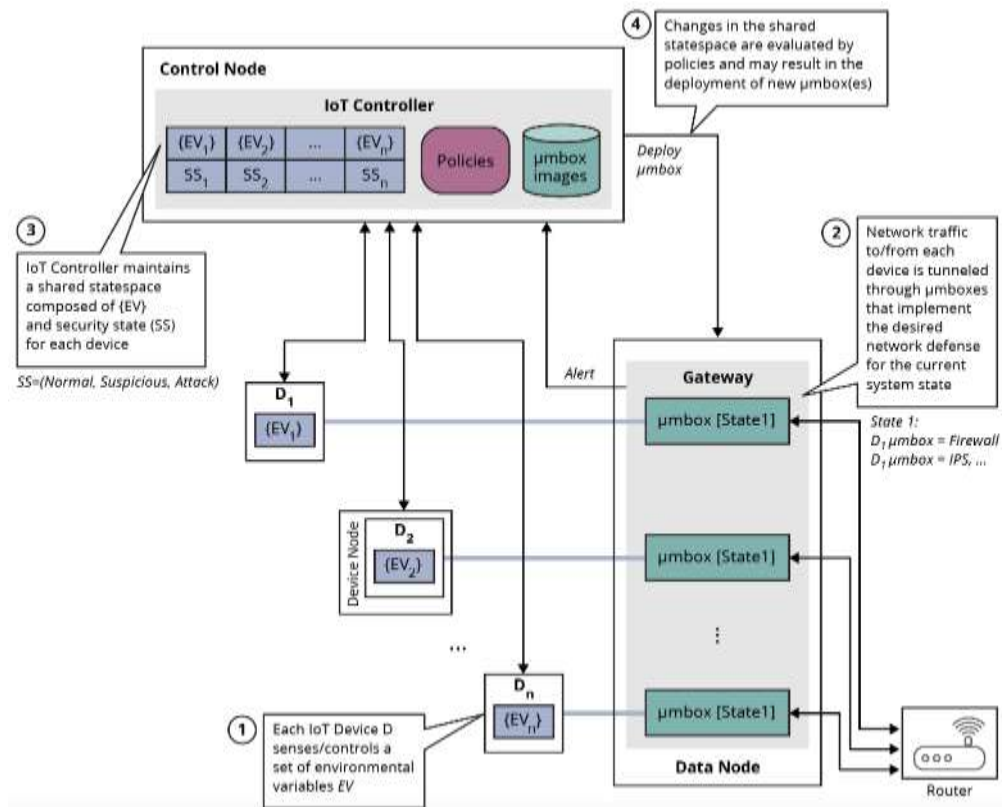 4
Changes in the shared
statespace are evaluated by
policies and may result in the
deployment of new µmbox(es)
Control Node
IoT Controller
{EV1} {EV2} ... {EVn}
SS1 SS2 ... SSn
Policies
µmbox
images
Deploy
µmbox
3
IoT Controller maintains
a shared statespace
composed of {EV}
and security state (SS)
for each device
SS=(Normal, Suspicious, Attack)
2
Network traffic
to/from each
device is tunneled
through µmboxes
that implement
the desired
network defense
for the current
system state
State 1:
D1 µmbox = Firewall
D1 µmbox = IPS, ...
Alert
Gateway
D1
{EV1}
µmbox [State1]
Device Node
D2
{EV2}
µmbox [State1]
...
⋮
Dn
{EVn}
µmbox [State1]
1
Each IoT Device D
senses/controls a
set of environmental
variables EV
Data Node
Router